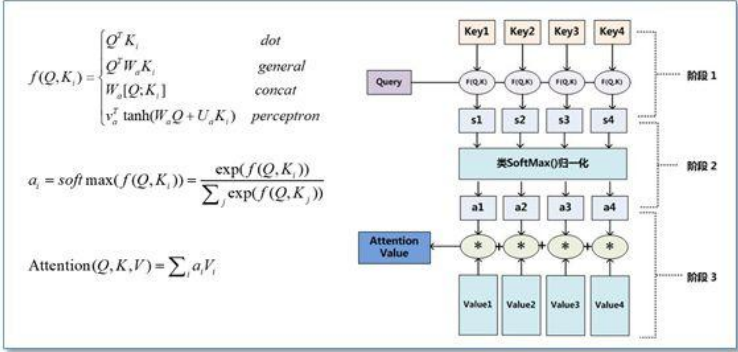 f(Q,K_i) = { Q^T K_i dot
Q^T W_a K_i general
W_a[Q;K_i] concat
v_a^T tanh(W_a Q + U_a K_i) perceptron
a_i = soft max(f(Q,K_i)) = exp(f(Q,K_i)) / ∑_j exp(f(Q,K_j))
Attention(Q,K,V) = ∑_i a_i V_i
Key1 Key2 Key3 Key4
Query F(Q,K) F(Q,K) F(Q,K) F(Q,K) 阶段 1
s1 s2 s3 s4
类SoftMax()归一化 阶段 2
a1 a2 a3 a4
Attention
Value
* + * + * + *
Value1 Value2 Value3 Value4 阶段 3